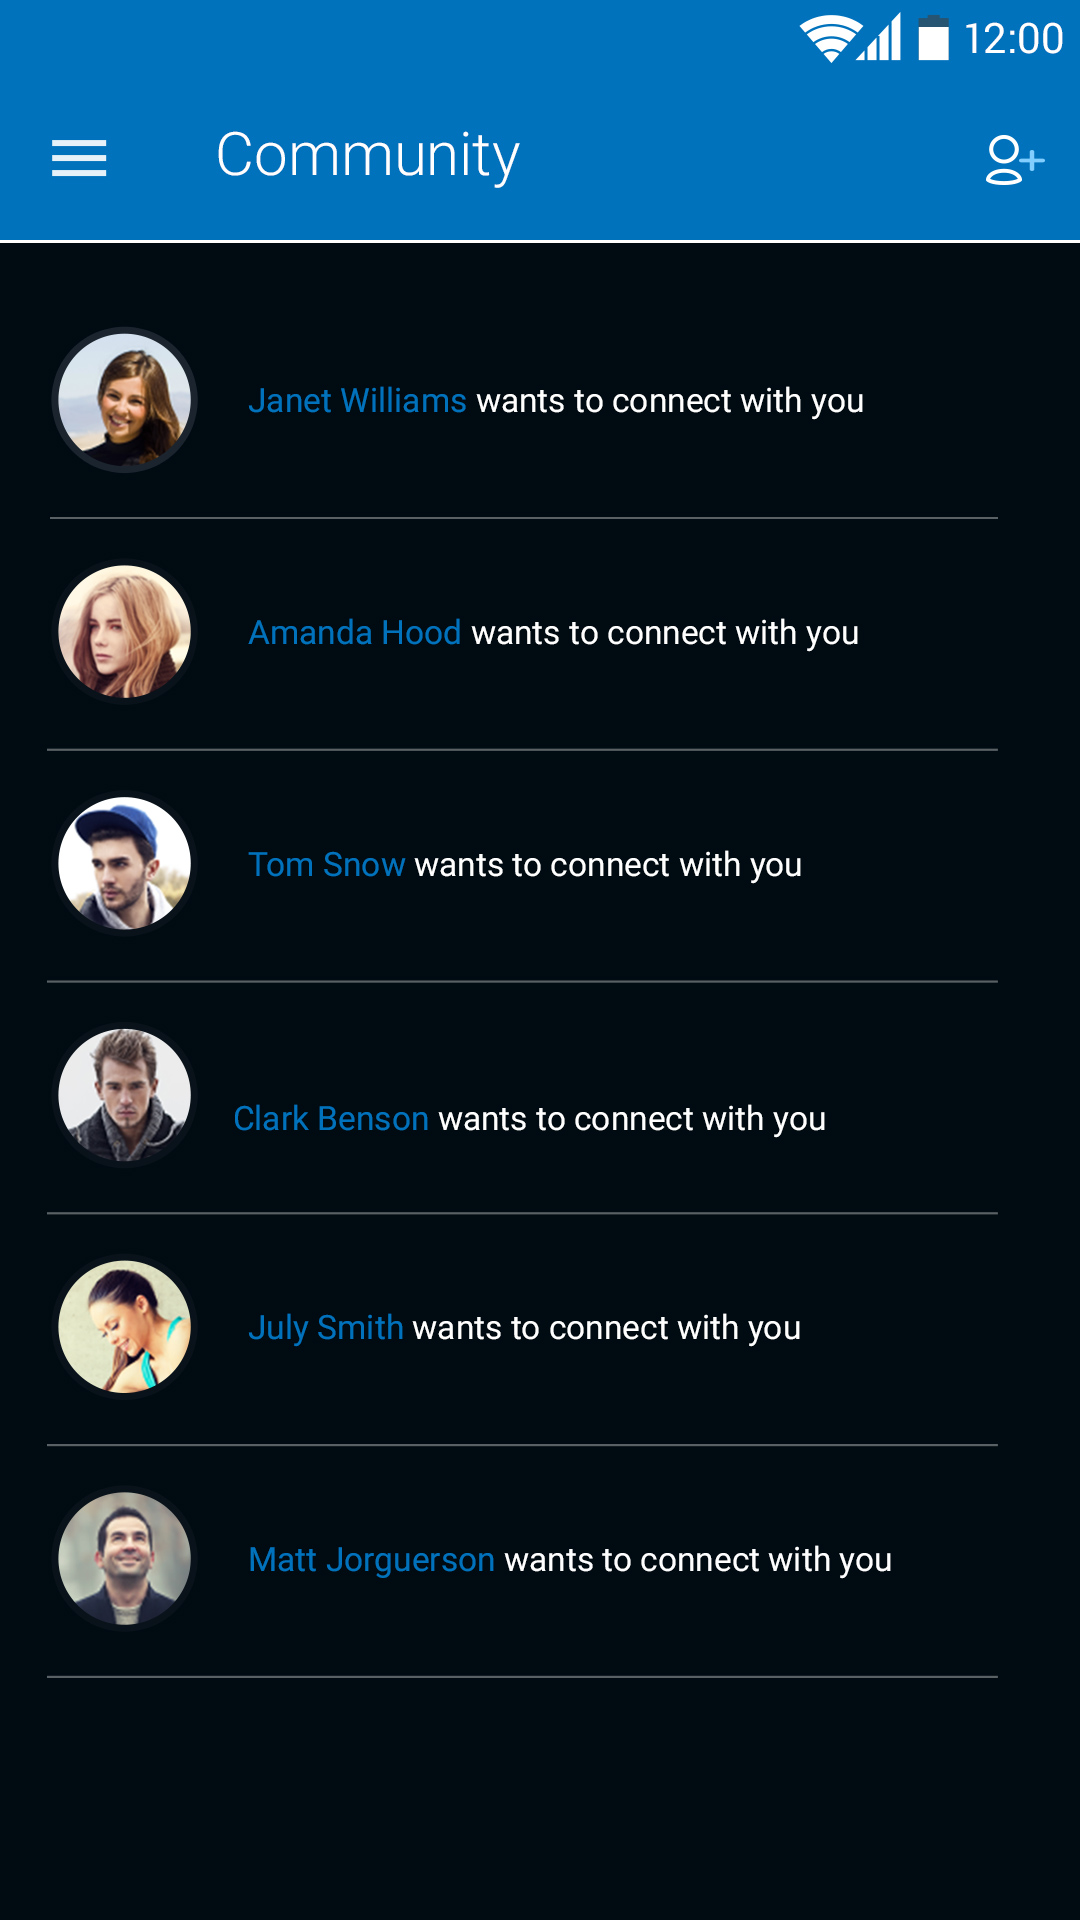 12:00
Community
Janet Williams wants to connect with you
Amanda Hood wants to connect with you
Tom Snow wants to connect with you
Clark Benson wants to connect with you
July Smith wants to connect with you
Matt Jorguerson wants to connect with you